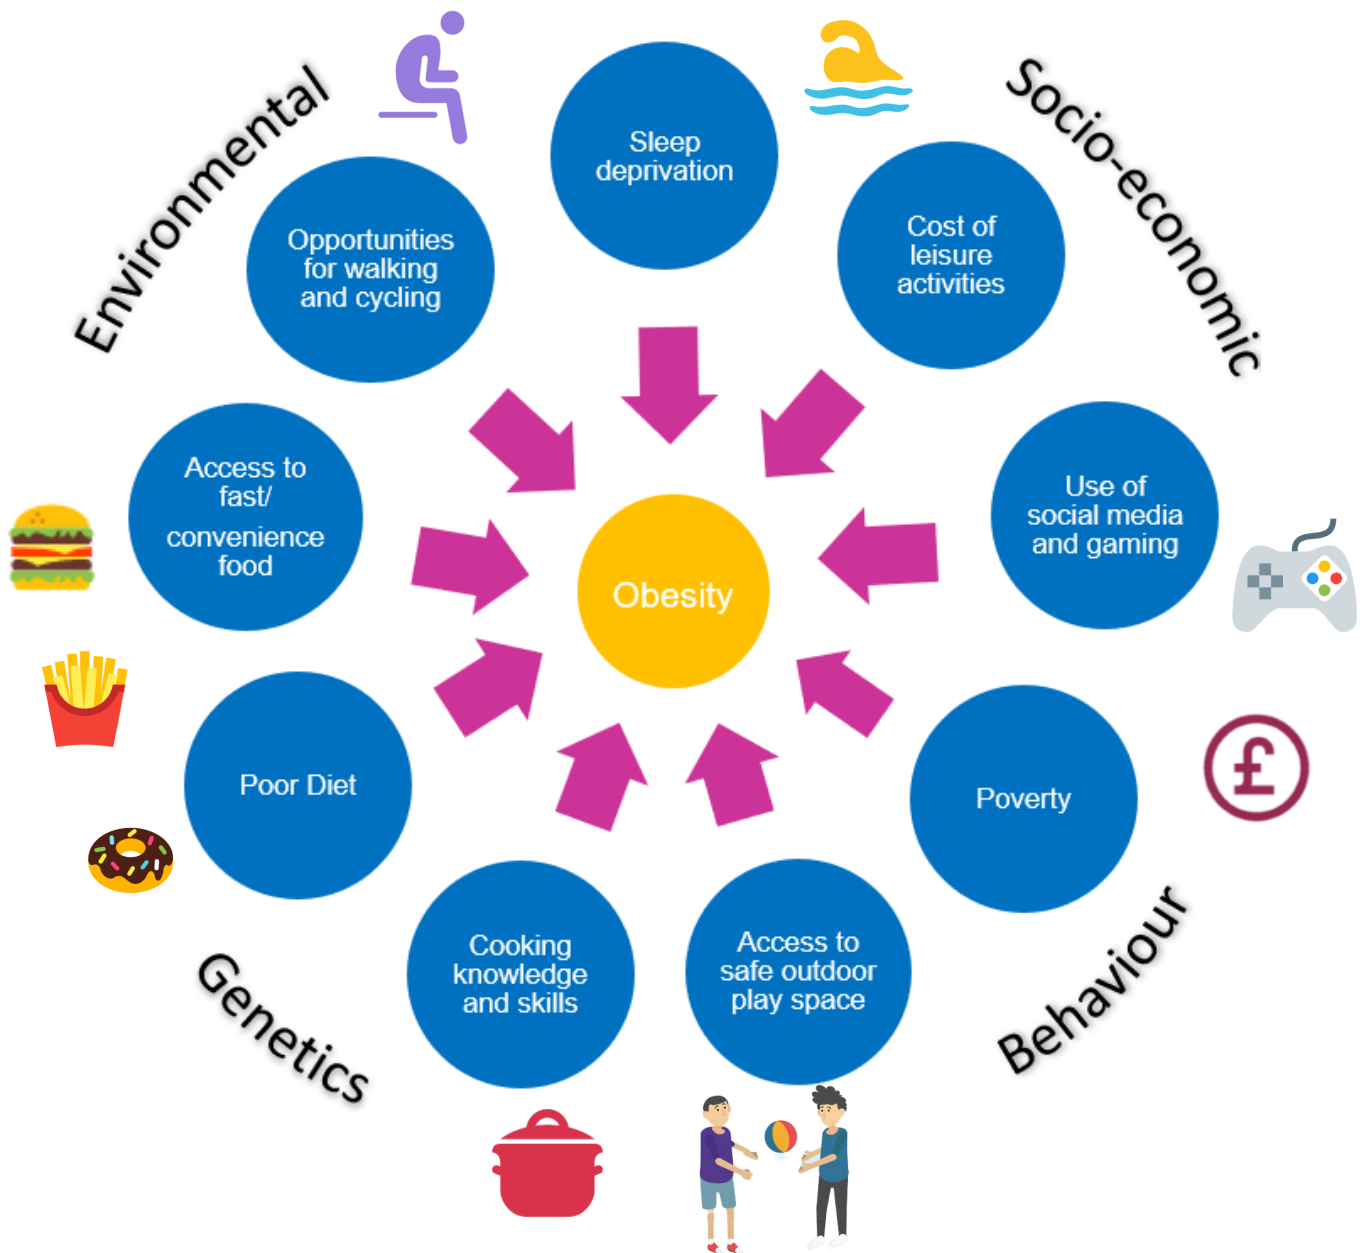 Environmental
Socio-economic
Sleep
deprivation
Opportunities
for walking
and cycling
Cost of
leisure
activities
Access to
fast/
convenience
food
Use of
social media
and gaming
Obesity
Poor Diet
Poverty
£
Cooking
knowledge
and skills
Access to
safe outdoor
play space
Genetics
Behaviour